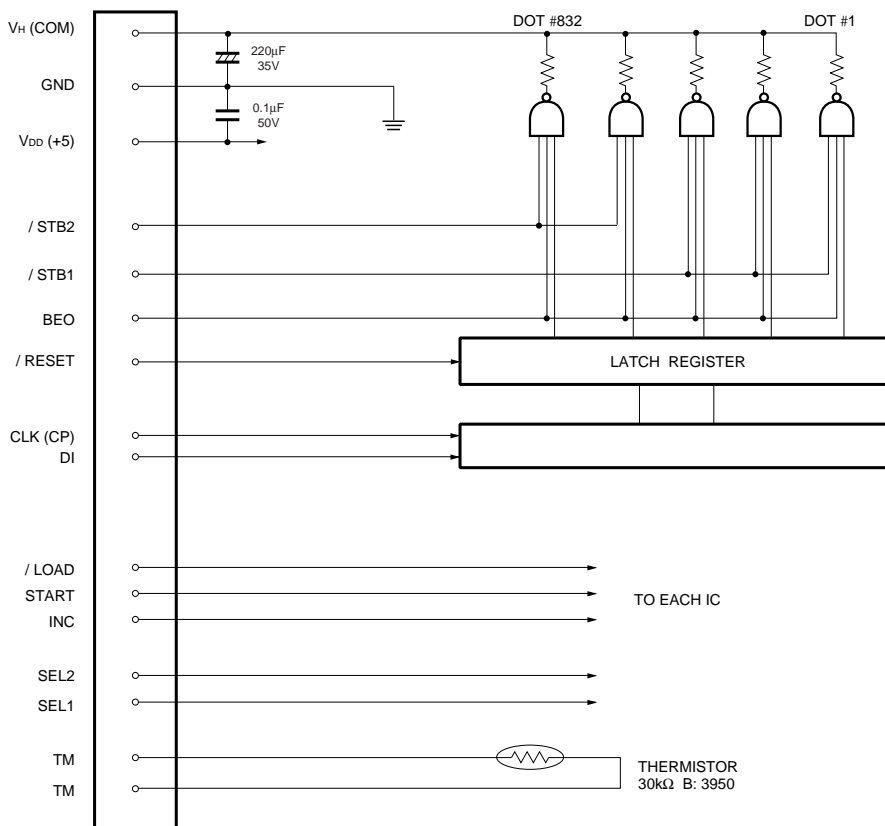 VH (COM)
DOT #832
DOT #1
220μF
35V
GND
0.1μF
50V
VDD (+5)
/ STB2
/ STB1
BEO
/ RESET
LATCH REGISTER
CLK (CP)
DI
/ LOAD
START
TO EACH IC
INC
SEL2
SEL1
TM
THERMISTOR
30kΩ B: 3950
TM